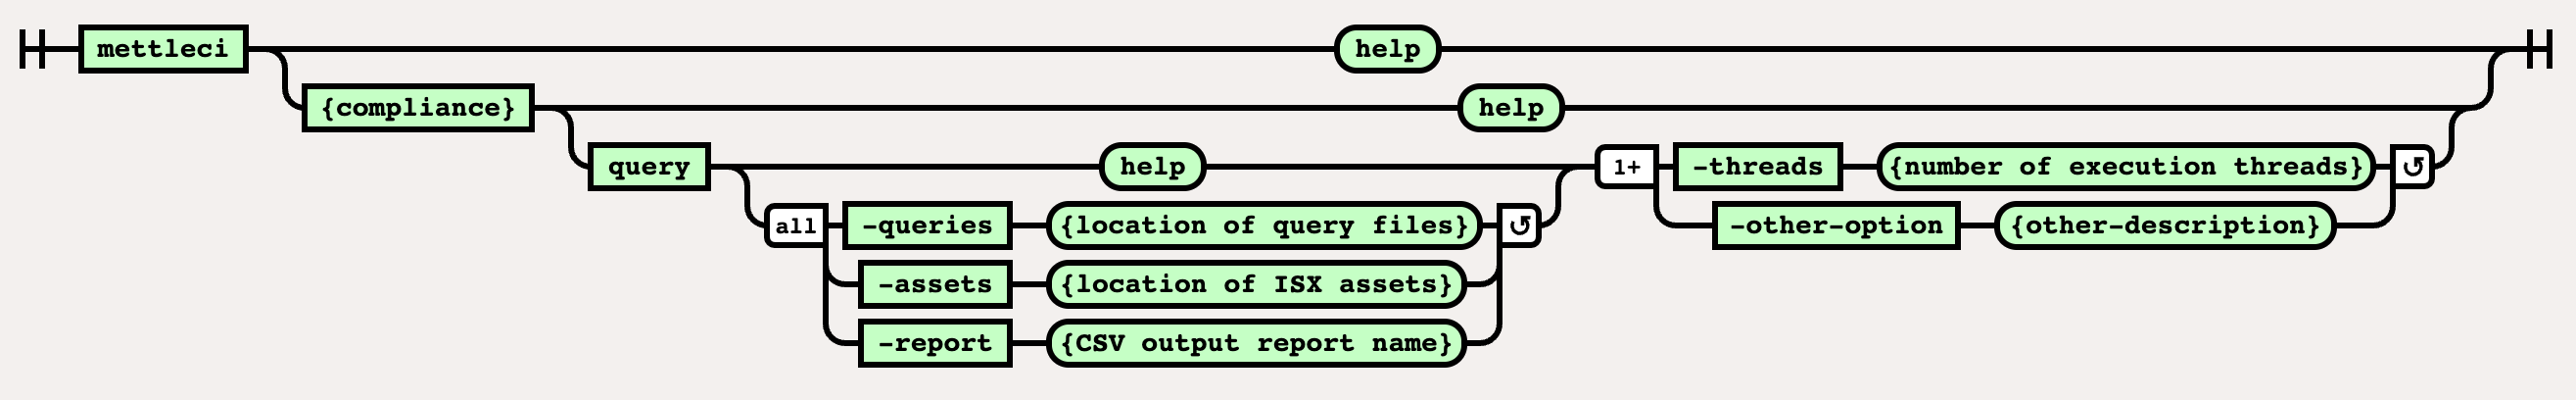 mettleci help
{compliance} help
query help 1+ -threads {number of execution threads} ↺
all -queries {location of query files} ↺ -other-option {other-description}
-assets {location of ISX assets}
-report {CSV output report name}